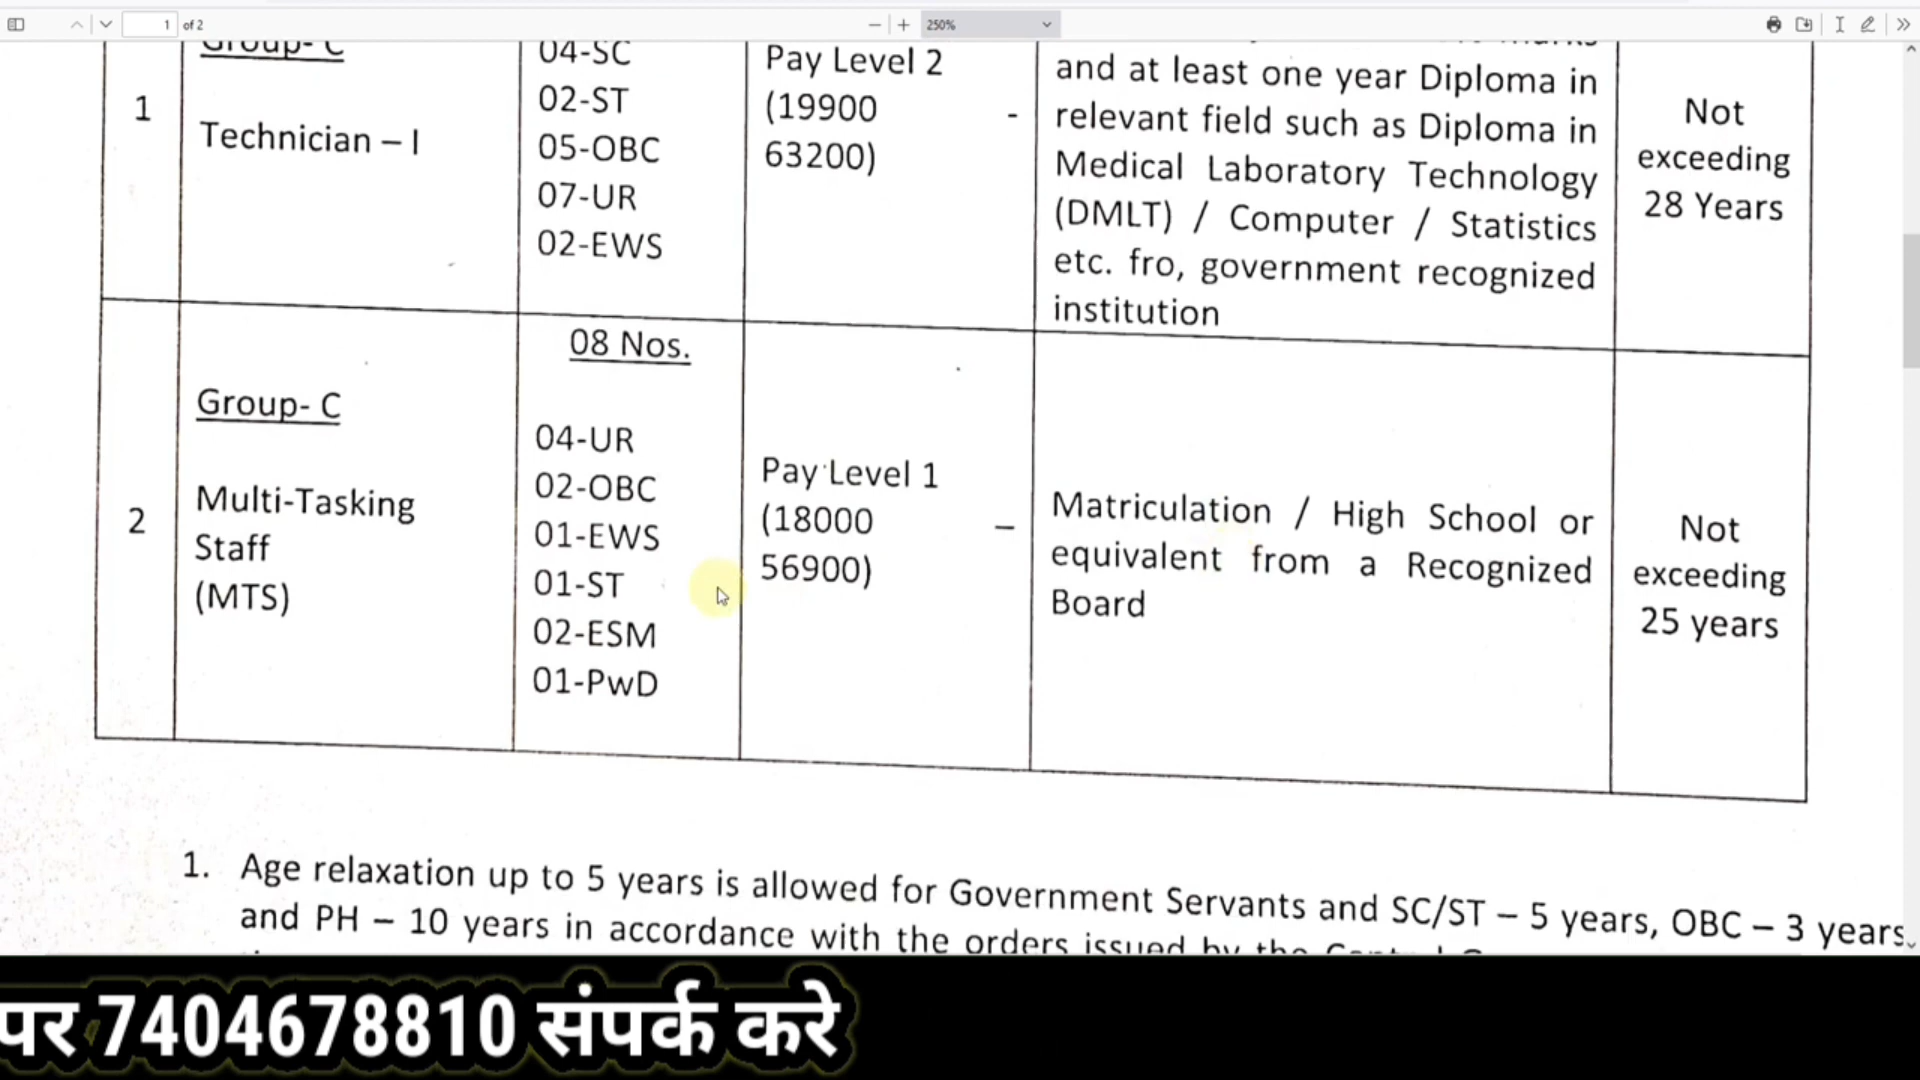 1 of 2
250%
Group- C
1
Technician – I
04-SC
02-ST
05-OBC
07-UR
02-EWS
Pay Level 2
(19900 -
63200)
and at least one year Diploma in
relevant field such as Diploma in
Medical Laboratory Technology
(DMLT) / Computer / Statistics
etc. fro, government recognized
institution
Not
exceeding
28 Years
2
Group- C
Multi-Tasking
Staff
(MTS)
08 Nos.
04-UR
02-OBC
01-EWS
01-ST
02-ESM
01-PwD
Pay Level 1
(18000 –
56900)
Matriculation / High School or
equivalent from a Recognized
Board
Not
exceeding
25 years
1. Age relaxation up to 5 years is allowed for Government Servants and SC/ST – 5 years, OBC – 3 years
and PH – 10 years in accordance with the orders issued by the
पर 7404678810 संपर्क करे